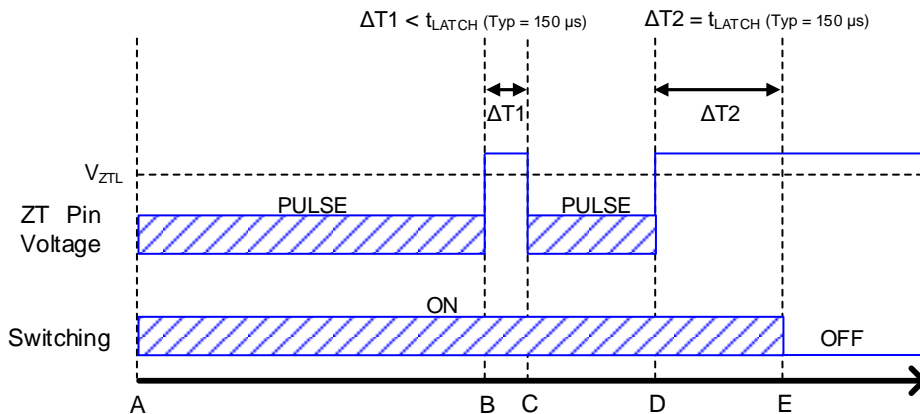 ΔT1 < tLATCH (Typ = 150 µs)
ΔT2 = tLATCH (Typ = 150 µs)
ΔT1
ΔT2
VZTL
PULSE
PULSE
ZT Pin
Voltage
ON
Switching
OFF
A
B
C
D
E